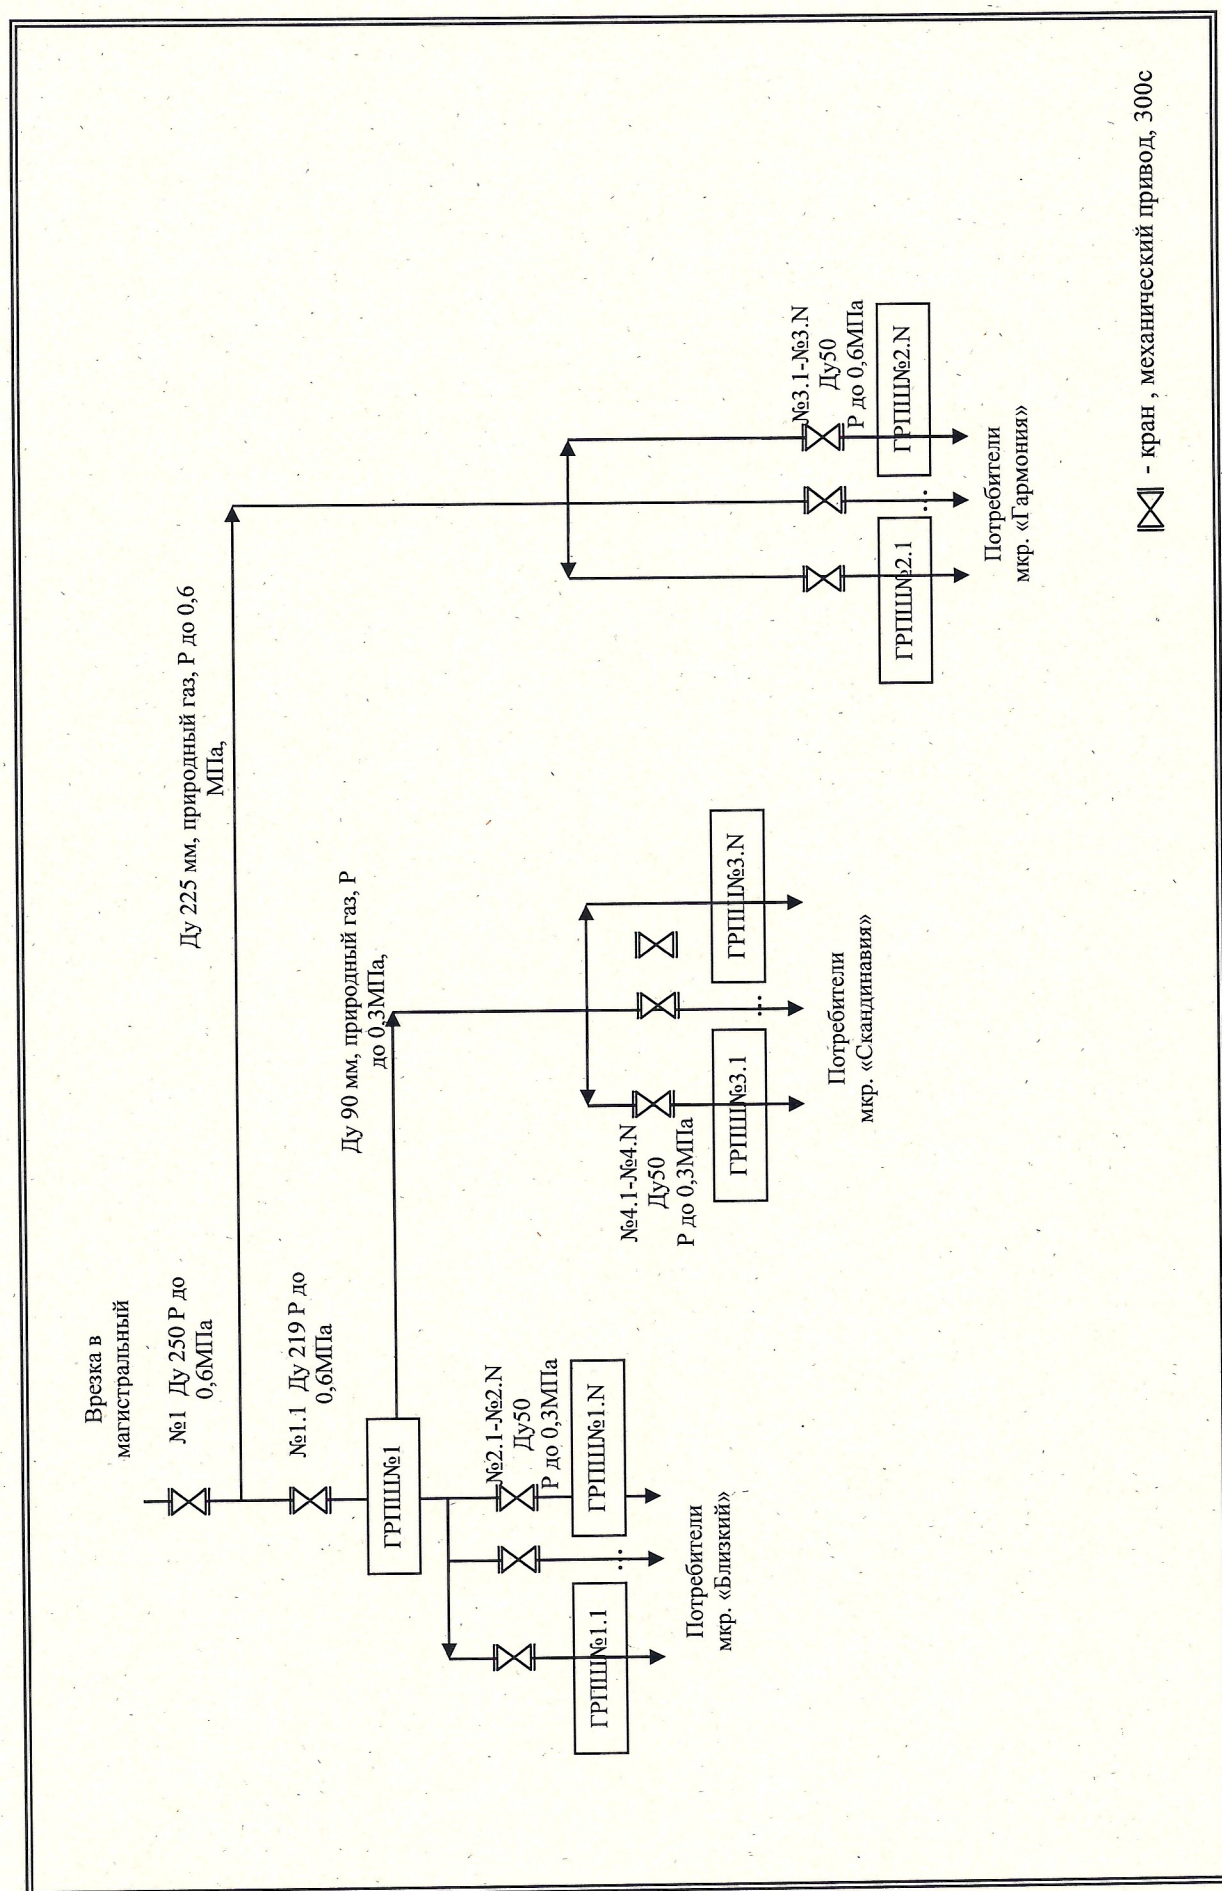 Врезка в
магистральный
№1 Ду 250 Р до
0,6МПа
Ду 225 мм, природный газ, Р до 0,6
МПа,
№1.1 Ду 219 Р до
0,6МПа
Ду 90 мм, природный газ, Р
до 0,3МПа,
ГРПШ№1
№2.1-№2.N
Ду50
Р до 0,3МПа
ГРПШ№1.1
...
ГРПШ№1.N
Потребители
мкр. «Близкий»
№4.1-№4.N
Ду50
Р до 0,3МПа
ГРПШ№3.1
...
ГРПШ№3.N
Потребители
мкр. «Скандинавия»
№3.1-№3.N
Ду50
Р до 0,6МПа
ГРПШ№2.1
...
ГРПШ№2.N
Потребители
мкр. «Гармония»
- кран , механический привод, 300с